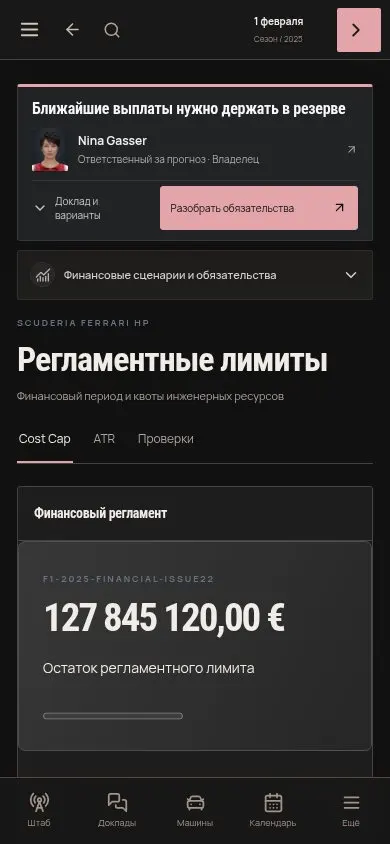 1 февраля
Сезон / 2025
Ближайшие выплаты нужно держать в резерве
Nina Gasser
Ответственный за прогноз · Владелец
Доклад и
варианты
Разобрать обязательства
Финансовые сценарии и обязательства
SCUDERIA FERRARI HP
Регламентные лимиты
Финансовый период и квоты инженерных ресурсов
Cost Cap
ATR
Проверки
Финансовый регламент
F1-2025-FINANCIAL-ISSUE22
127 845 120,00 €
Остаток регламентного лимита
Штаб
Доклады
Машины
Календарь
Ещё